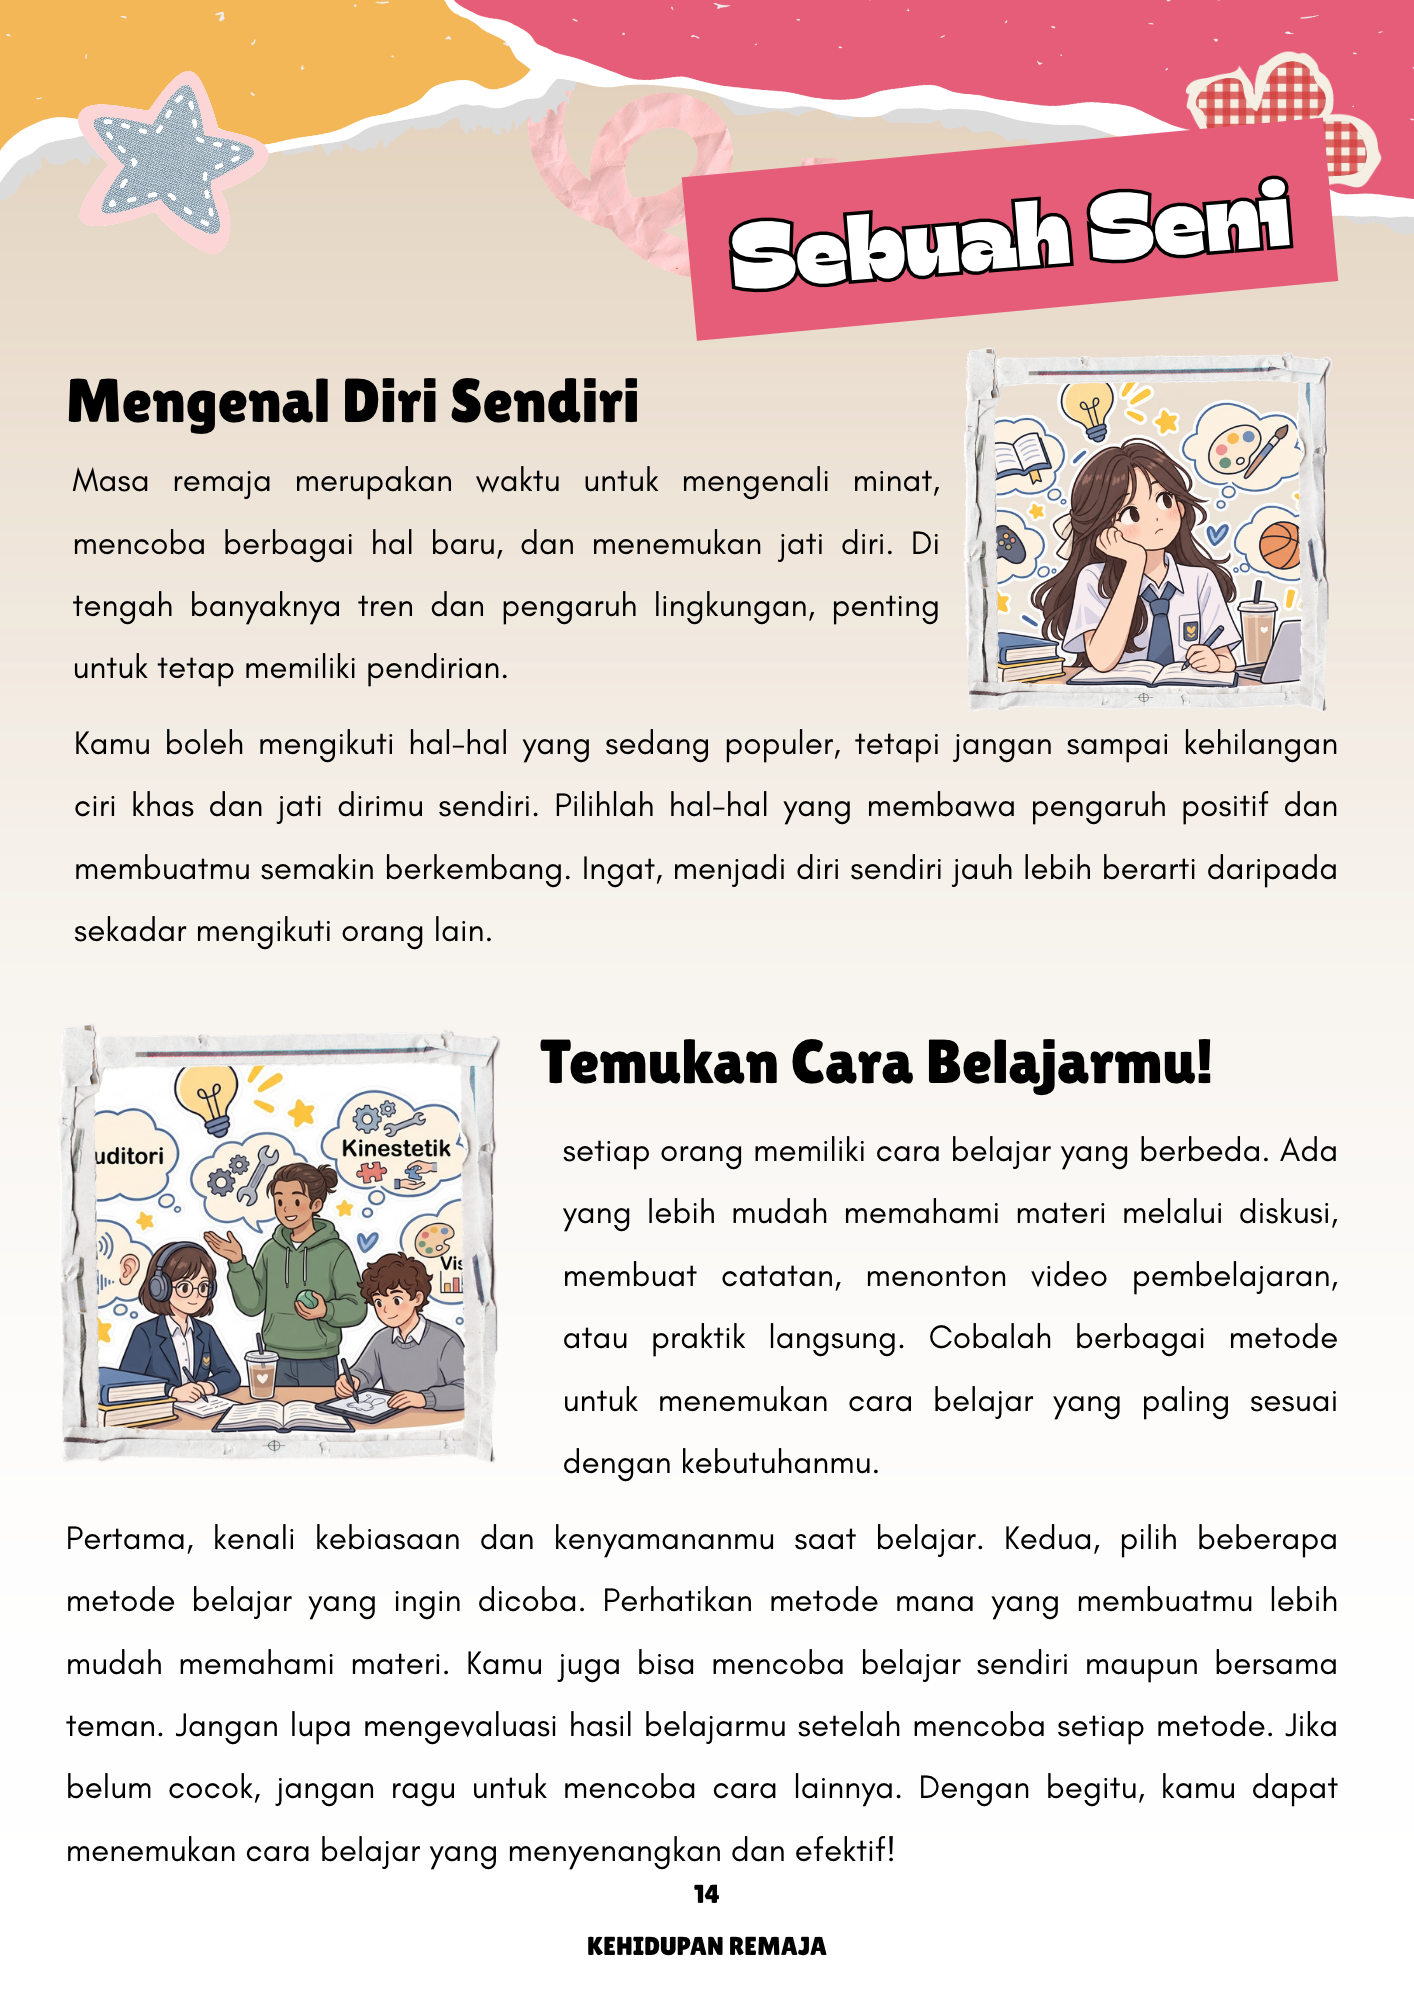 Sebuah Seni
Mengenal Diri Sendiri
Masa remaja merupakan waktu untuk mengenali minat,
mencoba berbagai hal baru, dan menemukan jati diri. Di
tengah banyaknya tren dan pengaruh lingkungan, penting
untuk tetap memiliki pendirian.
Kamu boleh mengikuti hal-hal yang sedang populer, tetapi jangan sampai kehilangan
ciri khas dan jati dirimu sendiri. Pilihlah hal-hal yang membawa pengaruh positif dan
membuatmu semakin berkembang. Ingat, menjadi diri sendiri jauh lebih berarti daripada
sekadar mengikuti orang lain.
Temukan Cara Belajarmu!
uditori
Kinestetik
Vis
setiap orang memiliki cara belajar yang berbeda. Ada
yang lebih mudah memahami materi melalui diskusi,
membuat catatan, menonton video pembelajaran,
atau praktik langsung. Cobalah berbagai metode
untuk menemukan cara belajar yang paling sesuai
dengan kebutuhanmu.
Pertama, kenali kebiasaan dan kenyamananmu saat belajar. Kedua, pilih beberapa
metode belajar yang ingin dicoba. Perhatikan metode mana yang membuatmu lebih
mudah memahami materi. Kamu juga bisa mencoba belajar sendiri maupun bersama
teman. Jangan lupa mengevaluasi hasil belajarmu setelah mencoba setiap metode. Jika
belum cocok, jangan ragu untuk mencoba cara lainnya. Dengan begitu, kamu dapat
menemukan cara belajar yang menyenangkan dan efektif!
14
KEHIDUPAN REMAJA